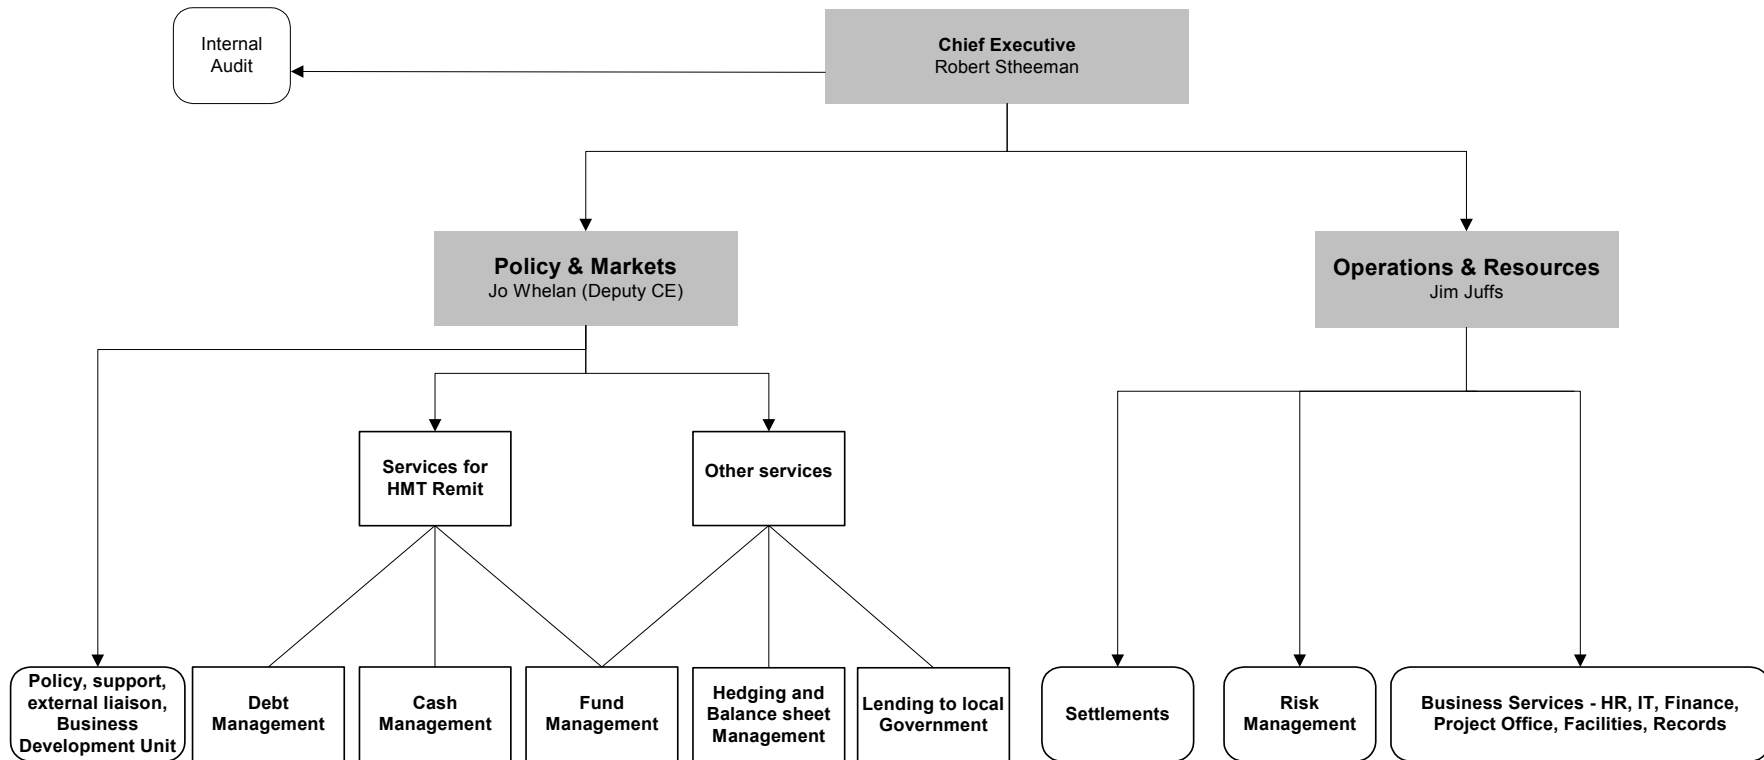 Internal
Audit
Chief Executive
Robert Stheeman
Policy & Markets
Jo Whelan (Deputy CE)
Operations & Resources
Jim Juffs
Services for
HMT Remit
Other services
Policy, support,
external liaison,
Business
Development Unit
Debt
Management
Cash
Management
Fund
Management
Hedging and
Balance sheet
Management
Lending to local
Government
Settlements
Risk
Management
Business Services - HR, IT, Finance,
Project Office, Facilities, Records